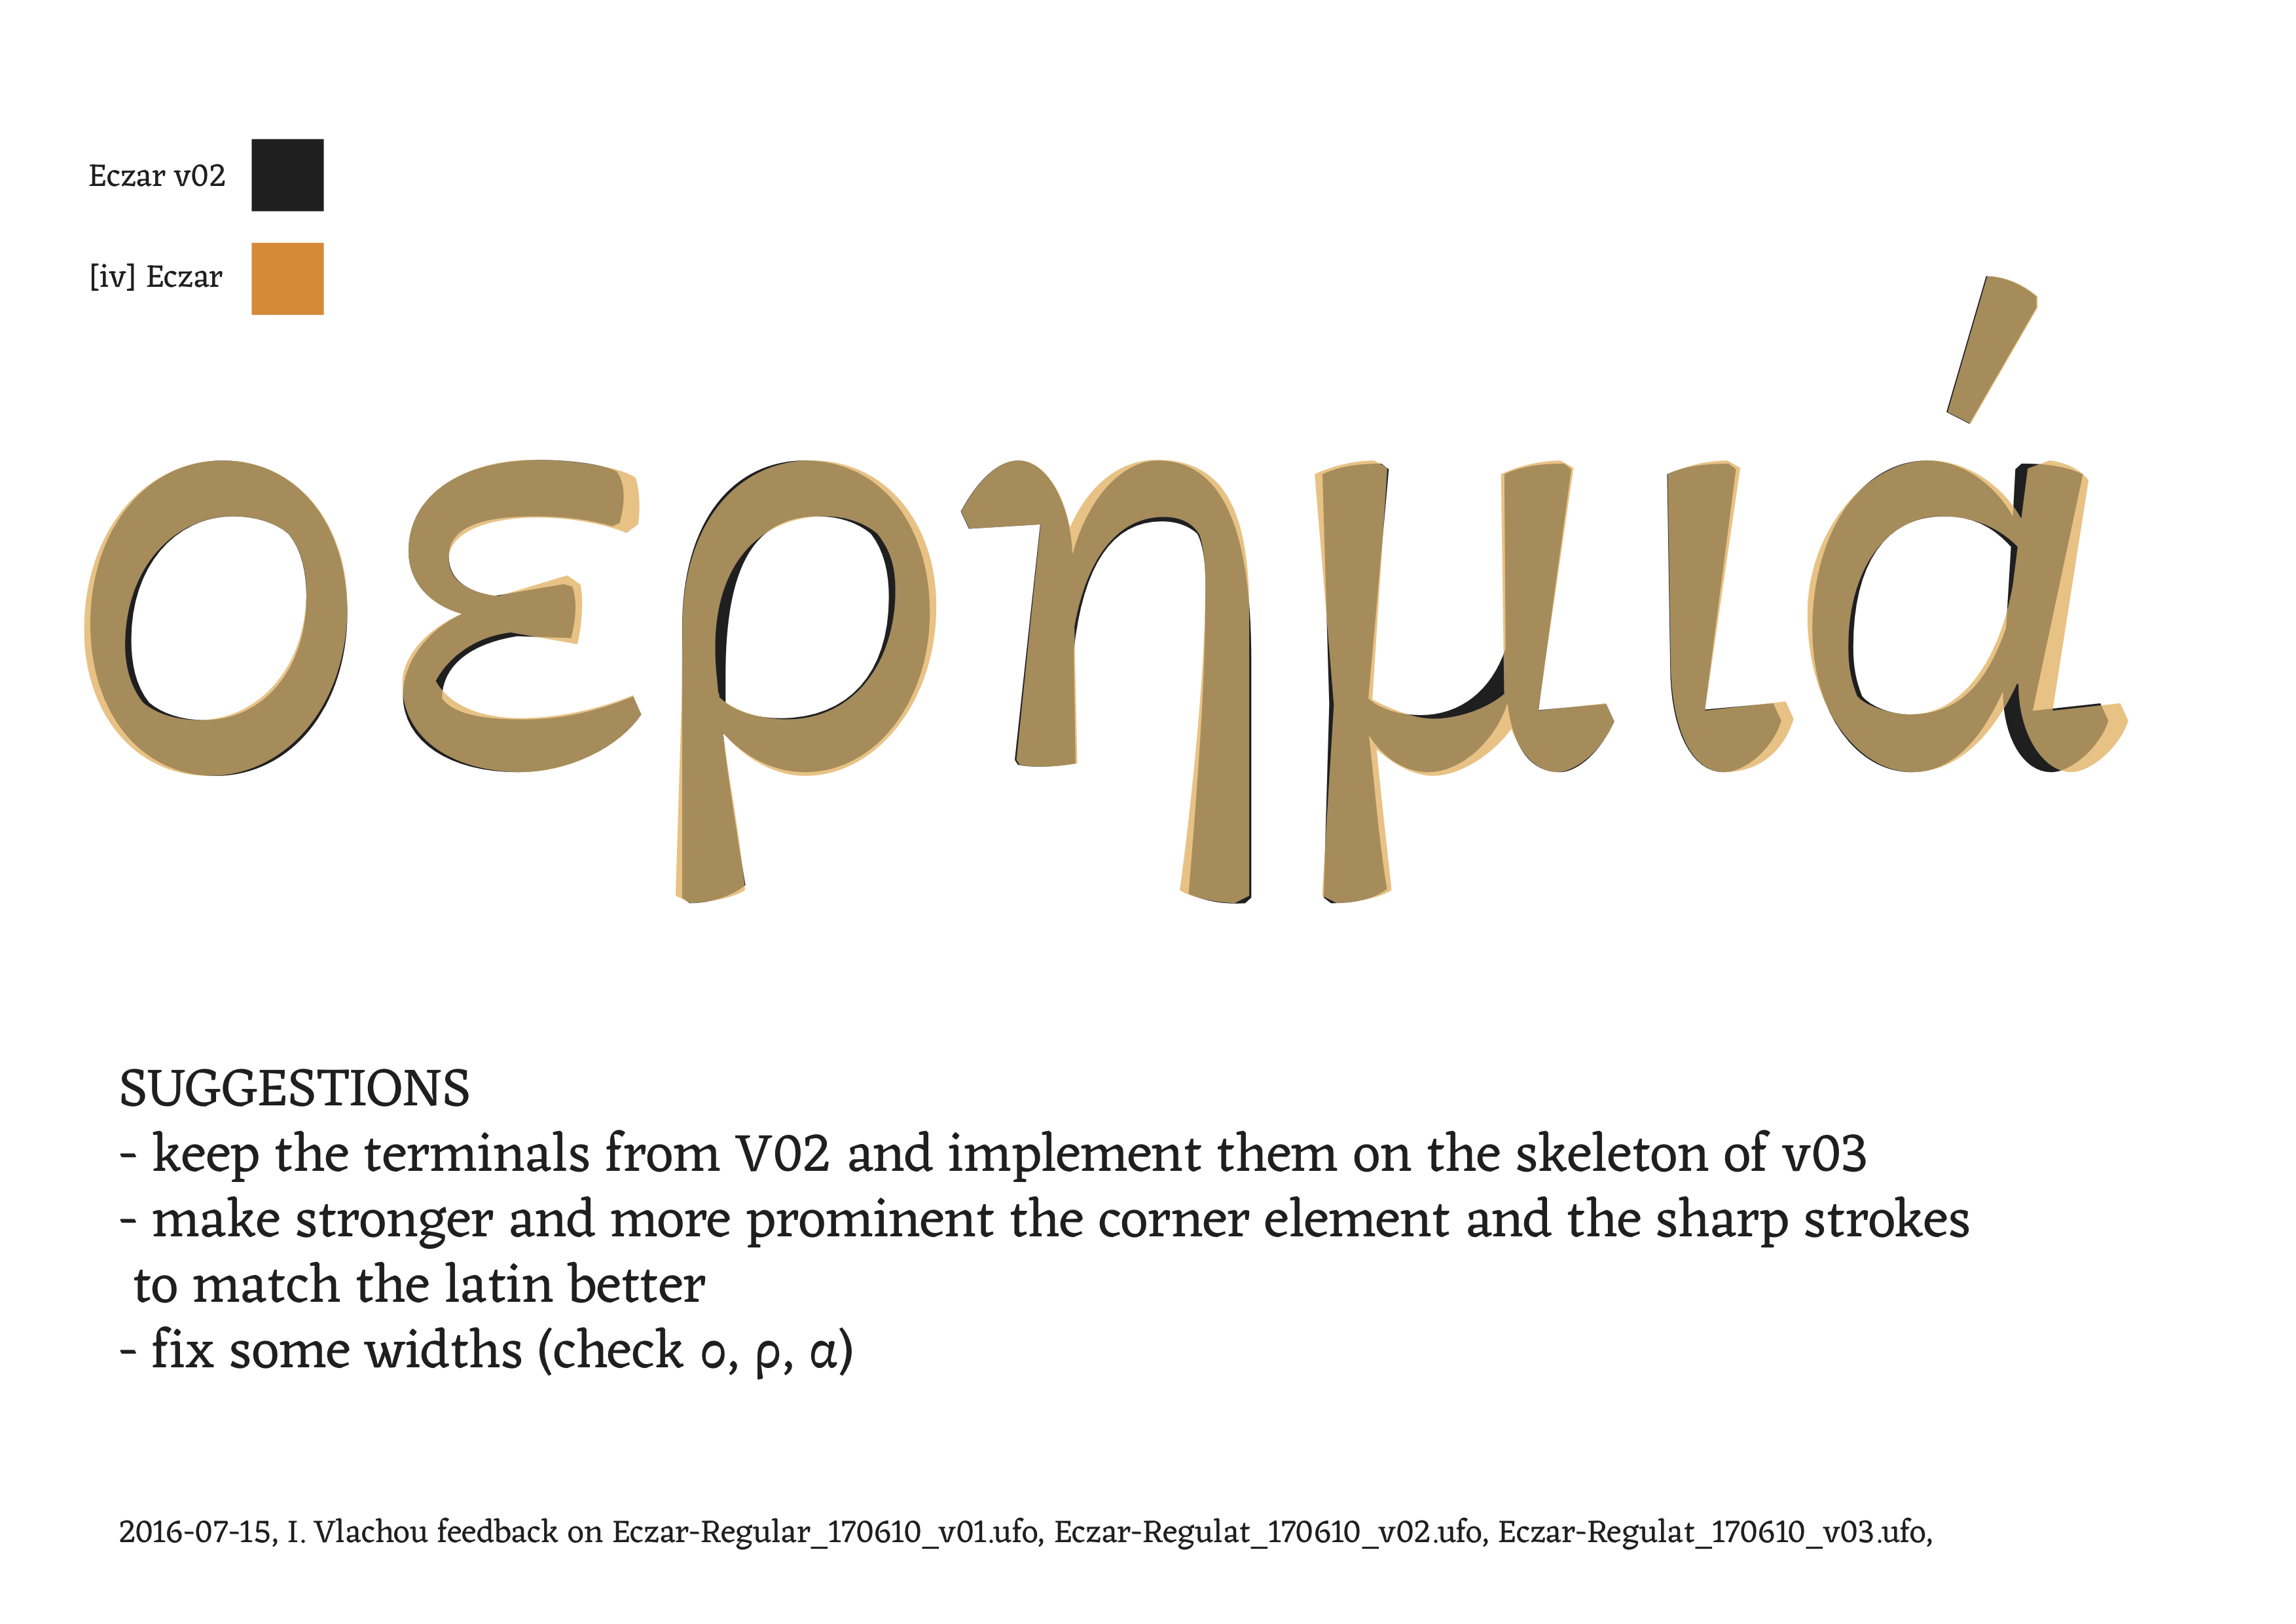 Eczar v02
[iv] Eczar
οερημιά
SUGGESTIONS
- keep the terminals from V02 and implement them on the skeleton of v03
- make stronger and more prominent the corner element and the sharp strokes
to match the latin better
- fix some widths (check ο, ρ, α)
2016-07-15, I. Vlachou feedback on Eczar-Regular_170610_v01.ufo, Eczar-Regulat_170610_v02.ufo, Eczar-Regulat_170610_v03.ufo,